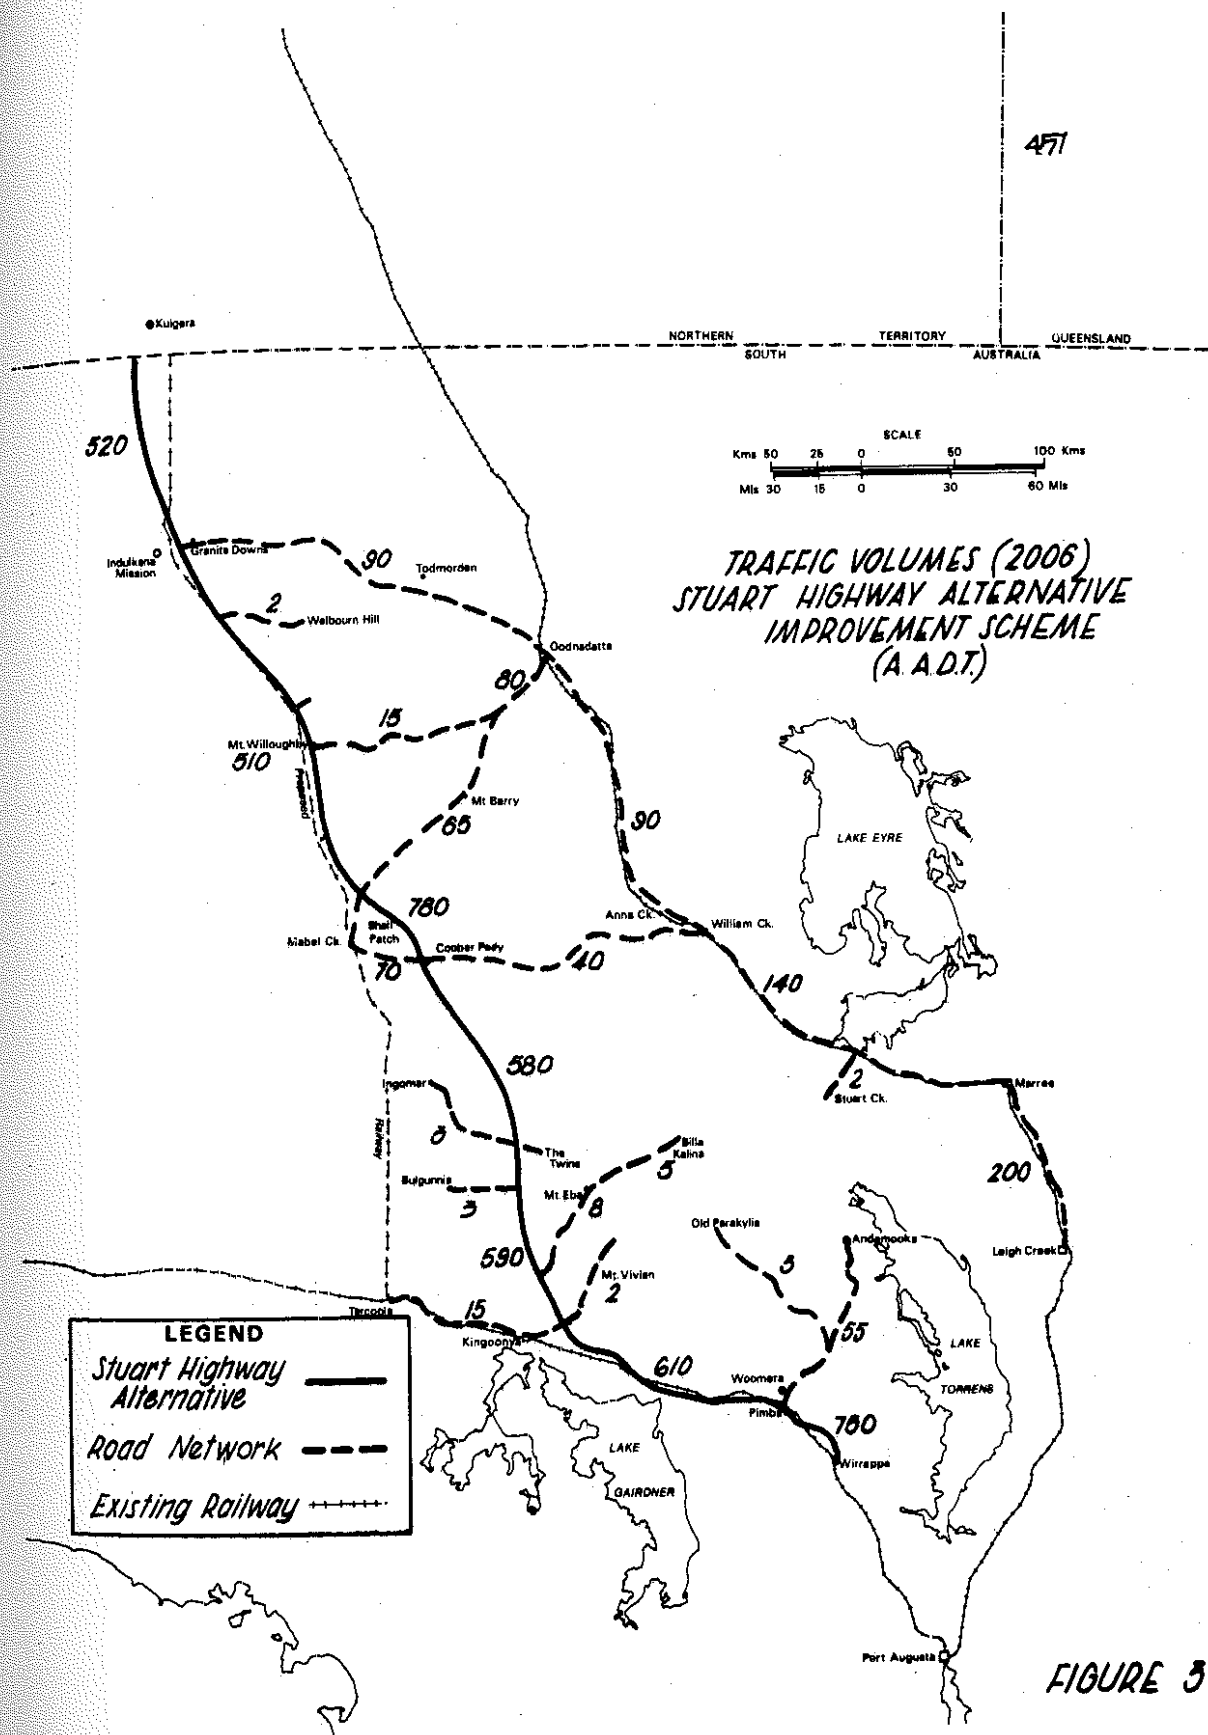 457
Kulgera
NORTHERN TERRITORY QUEENSLAND
SOUTH AUSTRALIA
520
SCALE
Kms 50 25 0 50 100 Kms
Mls 30 15 0 30 60 Mls
TRAFFIC VOLUMES (2006)
STUART HIGHWAY ALTERNATIVE
IMPROVEMENT SCHEME
(A.A.D.T.)
Granite Downs
Indulkana
Mission
90
Todmorden
2
Welbourn Hill
Oodnadatta
80
15
Mt. Willoughby
510
Proposed
Mt Barry
65
90
LAKE EYRE
780
Anna Ck.
William Ck.
Mabel Ck.
Shell
Patch
Coober Pedy
70
40
140
580
2
Stuart Ck.
Marree
Ingomar
Railway
The
Twins
Billa
Kalina
5
200
Bulgunnia
3
Mt. Eba
8
Old Parakylia
Andamooka
Leigh Creek
590
Mt. Vivian
2
5
Tarcoola
15
Kingoonya
55
610
Woomera
Pimba
LAKE
TORRENS
Wirrappa
LAKE
GAIRDNER
LEGEND
Stuart Highway
Alternative
Road Network
Existing Railway
Port Augusta
FIGURE 3